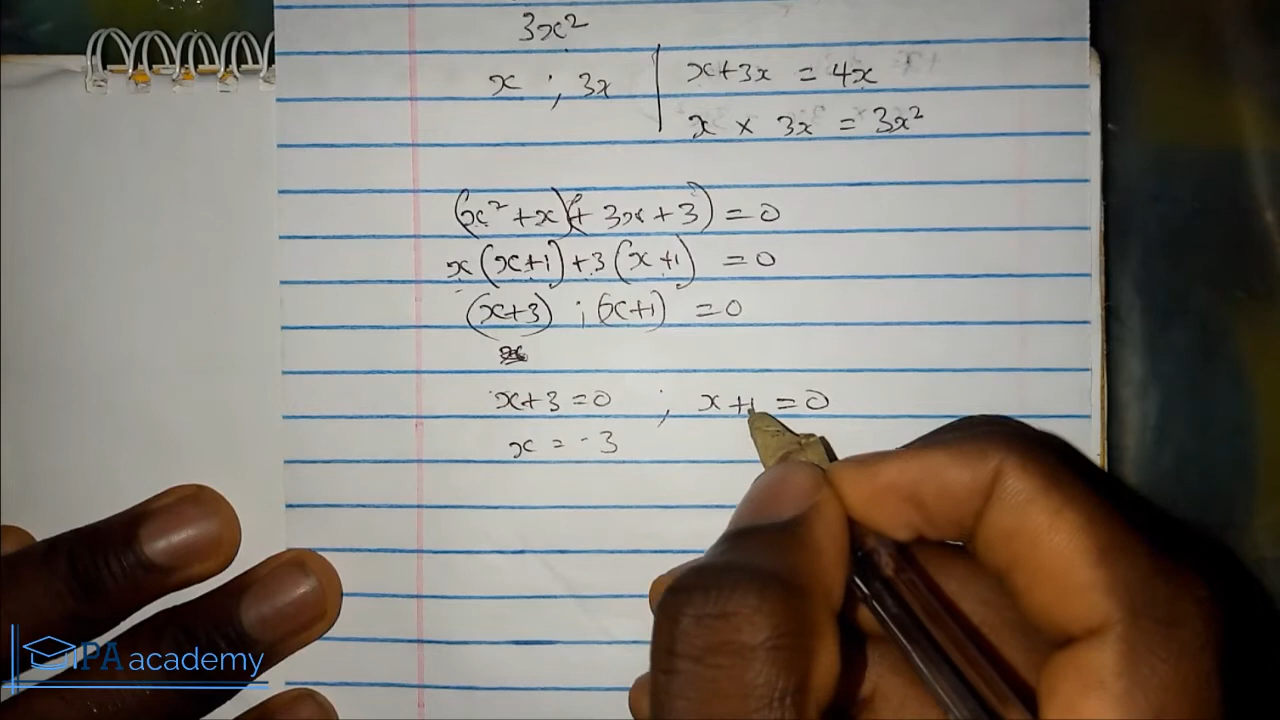 3x²
x ; 3x | x+3x = 4x
x × 3x = 3x²
(x²+x)(+3x+3) = 0
x(x+1)+3(x+1) = 0
(x+3) ; (x+1) = 0
x+3=0 ; x+1=0
x = -3
iPA academy